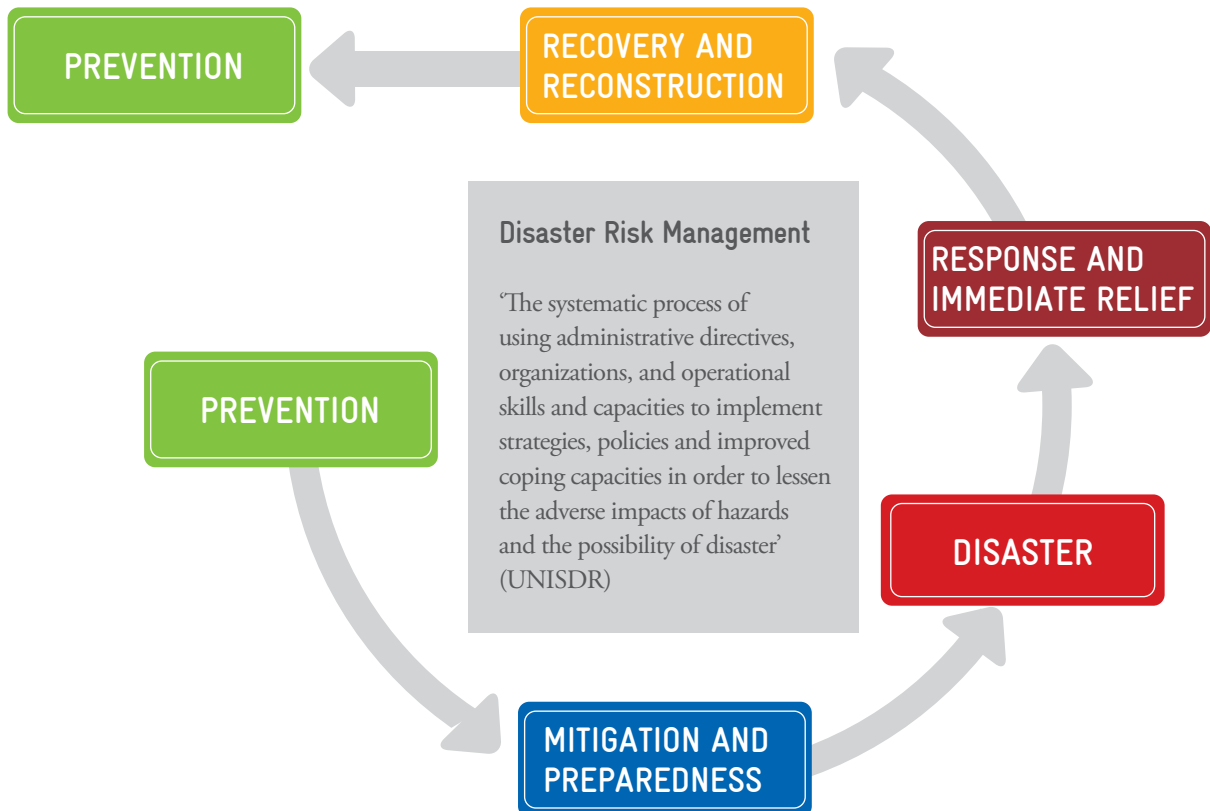 PREVENTION
RECOVERY AND
RECONSTRUCTION
Disaster Risk Management
‘The systematic process of
using administrative directives,
organizations, and operational
skills and capacities to implement
strategies, policies and improved
coping capacities in order to lessen
the adverse impacts of hazards
and the possibility of disaster’
(UNISDR)
RESPONSE AND
IMMEDIATE RELIEF
PREVENTION
DISASTER
MITIGATION AND
PREPAREDNESS